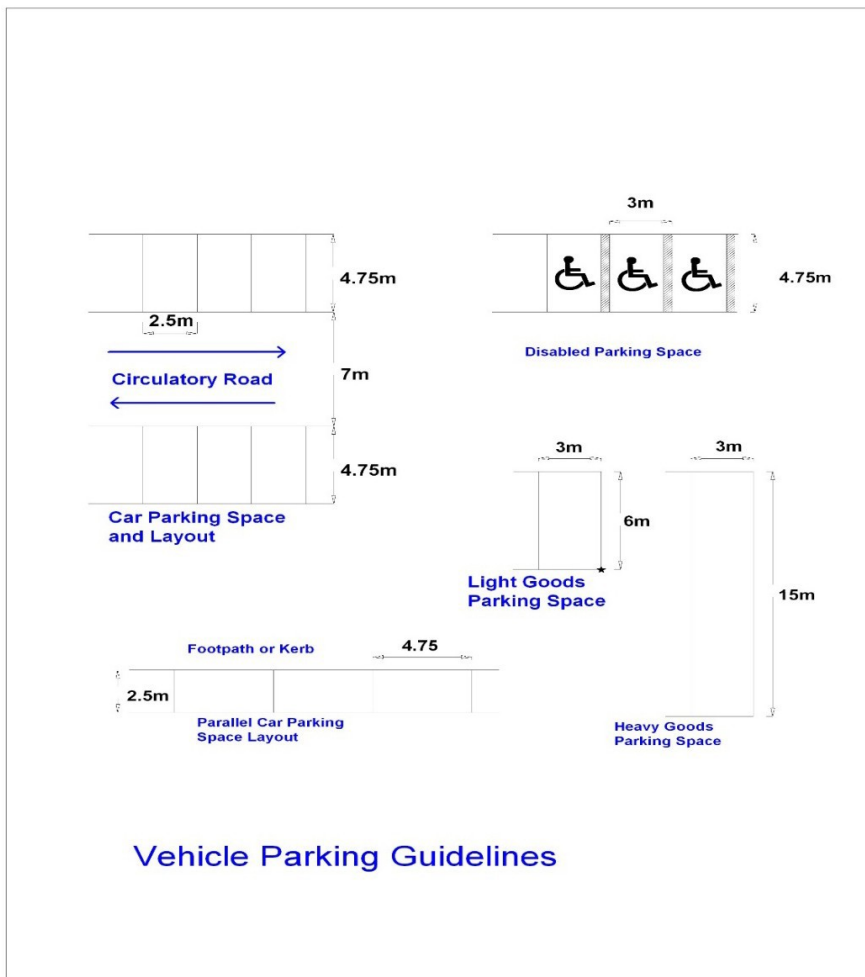 3m
4.75m
4.75m
2.5m
Disabled Parking Space
Circulatory Road
7m
4.75m
Car Parking Space
and Layout
3m
3m
6m
Light Goods
Parking Space
15m
Footpath or Kerb
4.75
2.5m
Parallel Car Parking
Space Layout
Heavy Goods
Parking Space
Vehicle Parking Guidelines